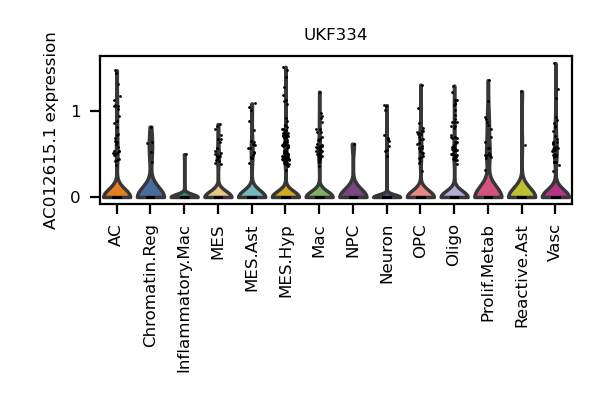 UKF334
AC012615.1 expression
1
0
AC
Chromatin.Reg
Inflammatory.Mac
MES
MES.Ast
MES.Hyp
Mac
NPC
Neuron
OPC
Oligo
Prolif.Metab
Reactive.Ast
Vasc